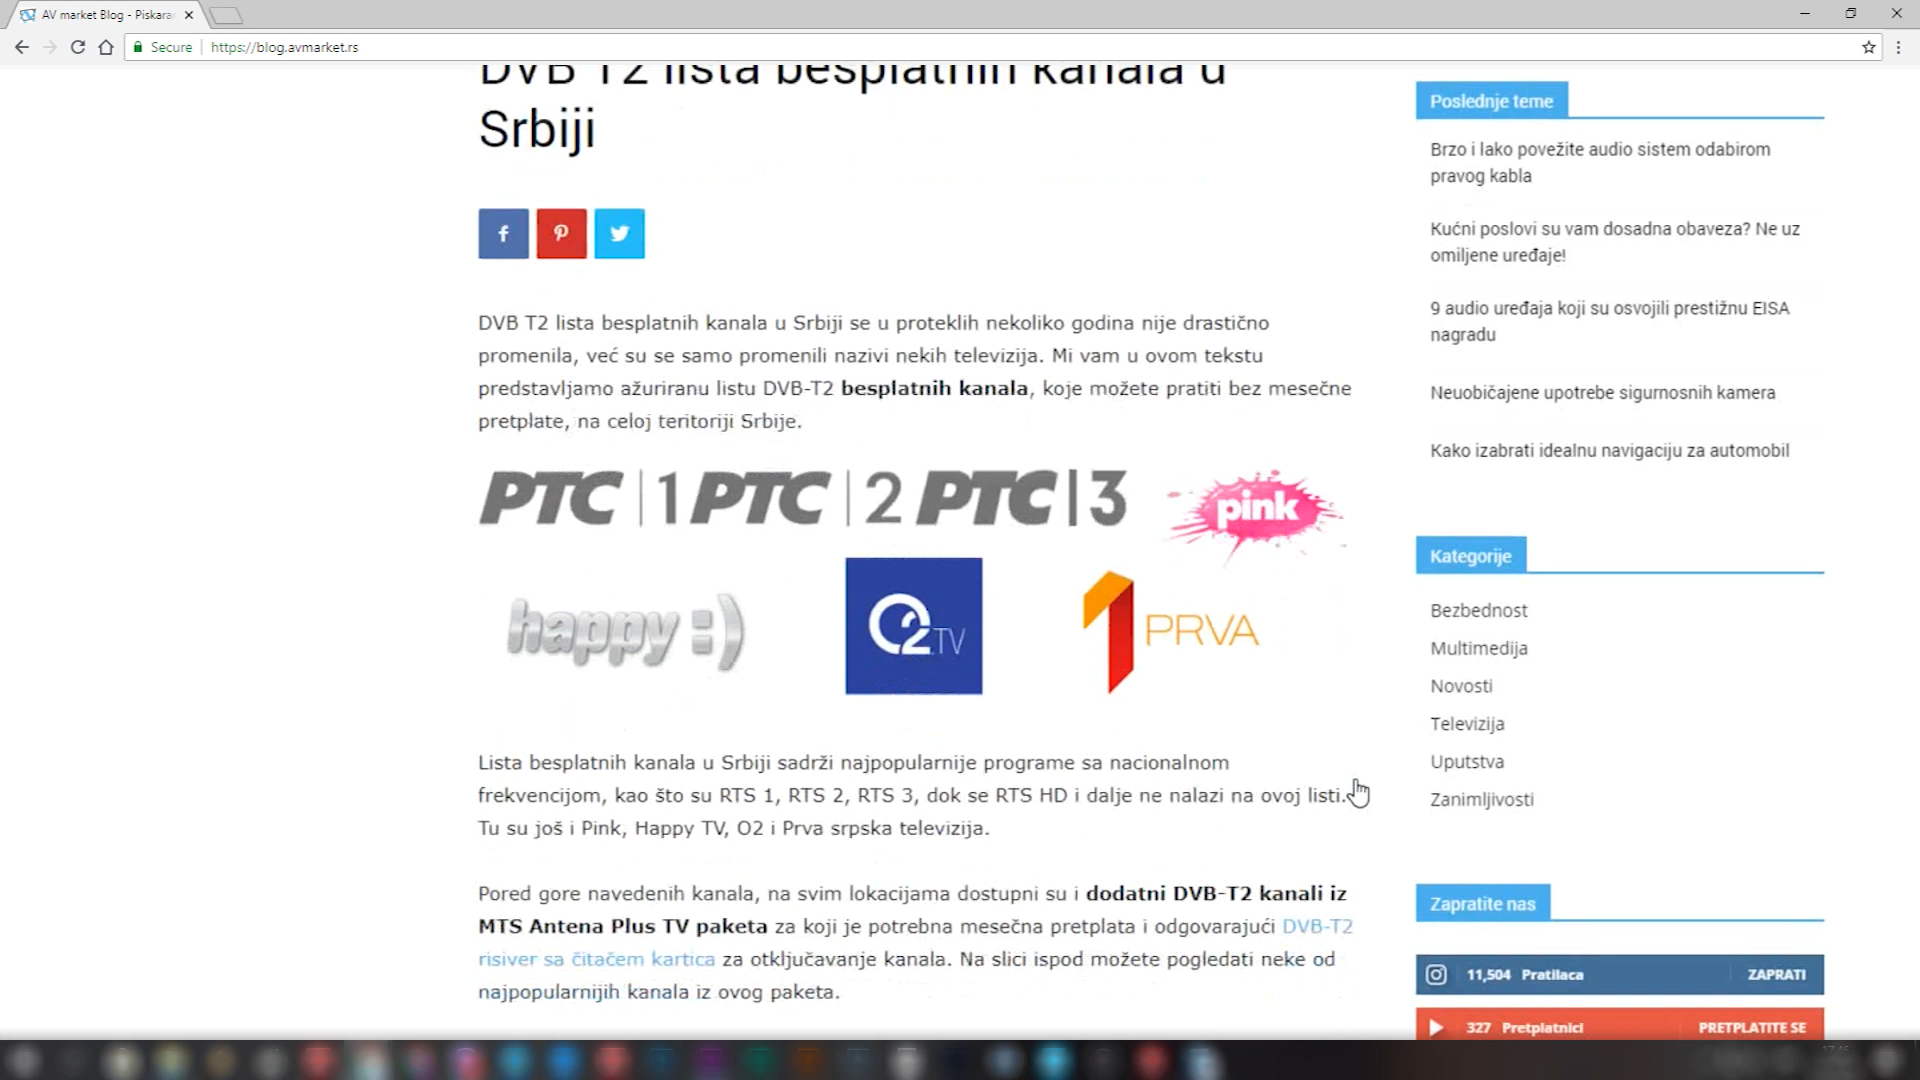 AV market Blog - Piskara
Secure
https://blog.avmarket.rs
DVB T2 lista besplatnih kanala u
Srbiji
DVB T2 lista besplatnih kanala u Srbiji se u proteklih nekoliko godina nije drastično
promenila, već su se samo promenili nazivi nekih televizija. Mi vam u ovom tekstu
predstavljamo ažuriranu listu DVB-T2 besplatnih kanala, koje možete pratiti bez mesečne
pretplate, na celoj teritoriji Srbije.
РТС | 1 РТС | 2 РТС | 3
pink
happy :)
O2.TV
1 PRVA
Lista besplatnih kanala u Srbiji sadrži najpopularnije programe sa nacionalnom
frekvencijom, kao što su RTS 1, RTS 2, RTS 3, dok se RTS HD i dalje ne nalazi na ovoj listi.
Tu su još i Pink, Happy TV, O2 i Prva srpska televizija.
Pored gore navedenih kanala, na svim lokacijama dostupni su i dodatni DVB-T2 kanali iz
MTS Antena Plus TV paketa za koji je potrebna mesečna pretplata i odgovarajući DVB-T2
risiver sa čitačem kartica za otključavanje kanala. Na slici ispod možete pogledati neke od
najpopularnijih kanala iz ovog paketa.
Poslednje teme
Brzo i lako povežite audio sistem odabirom
pravog kabla
Kućni poslovi su vam dosadna obaveza? Ne uz
omiljene uređaje!
9 audio uređaja koji su osvojili prestižnu EISA
nagradu
Neuobičajene upotrebe sigurnosnih kamera
Kako izabrati idealnu navigaciju za automobil
Kategorije
Bezbednost
Multimedija
Novosti
Televizija
Uputstva
Zanimljivosti
Zapratite nas
11,504 Pratilaca ZAPRATI
327 Pretplatnici PRETPLATITE SE